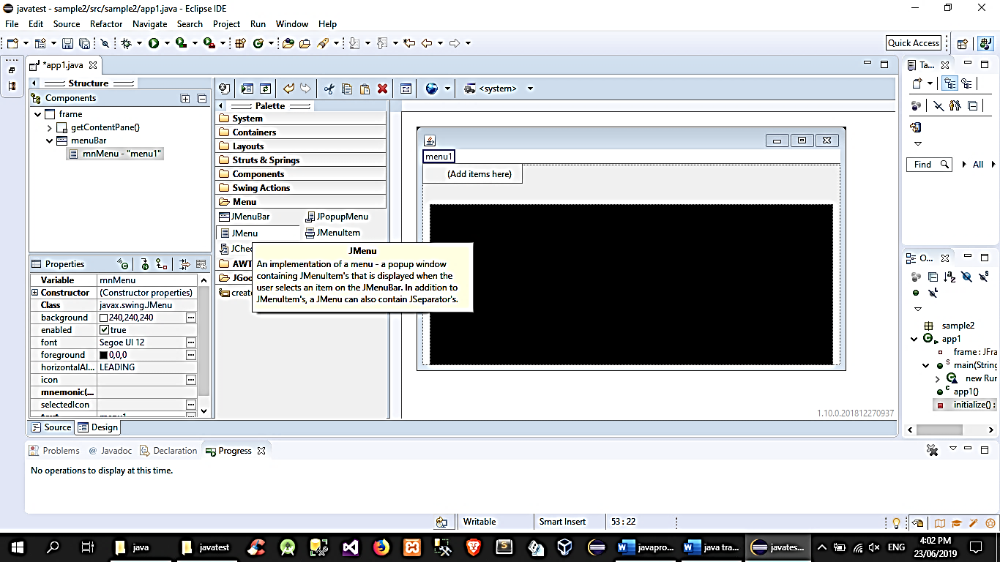 javatest - sample2/src/sample2/app1.java - Eclipse IDE
File Edit Source Refactor Navigate Search Project Run Window Help
Quick Access
*app1.java
Structure
Components
frame
getContentPane()
menuBar
mnMenu - "menu1"
Properties
Variable mnMenu
Constructor (Constructor properties)
Class javax.swing.JMenu
background 240,240,240
enabled true
font Segoe UI 12
foreground 0,0,0
horizontalAl... LEADING
icon
mnemonic(...
selectedIcon
Source Design
<system>
Palette
System
Containers
Layouts
Struts & Springs
Components
Swing Actions
Menu
JMenuBar JPopupMenu
JMenu JMenuItem
JChec
AWT
JGoo
create
JMenu
An implementation of a menu - a popup window
containing JMenuItem's that is displayed when the
user selects an item on the JMenuBar. In addition to
JMenuItem's, a JMenu can also contain JSeparator's.
menu1
(Add items here)
1.10.0.201812270937
Ta...
Find All
O...
sample2
app1
frame : JFra
main(String
new Rur
app1()
initialize() :
Problems @ Javadoc Declaration Progress
No operations to display at this time.
Writable Smart Insert 53 : 22
java javatest javapro... java tra... javates... ENG
4:02 PM
23/06/2019